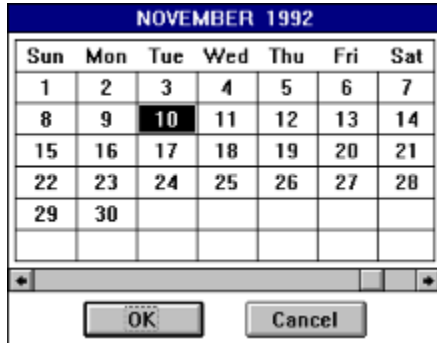 NOVEMBER 1992
Sun Mon Tue Wed Thu Fri Sat
1 2 3 4 5 6 7
8 9 10 11 12 13 14
15 16 17 18 19 20 21
22 23 24 25 26 27 28
29 30
OK Cancel